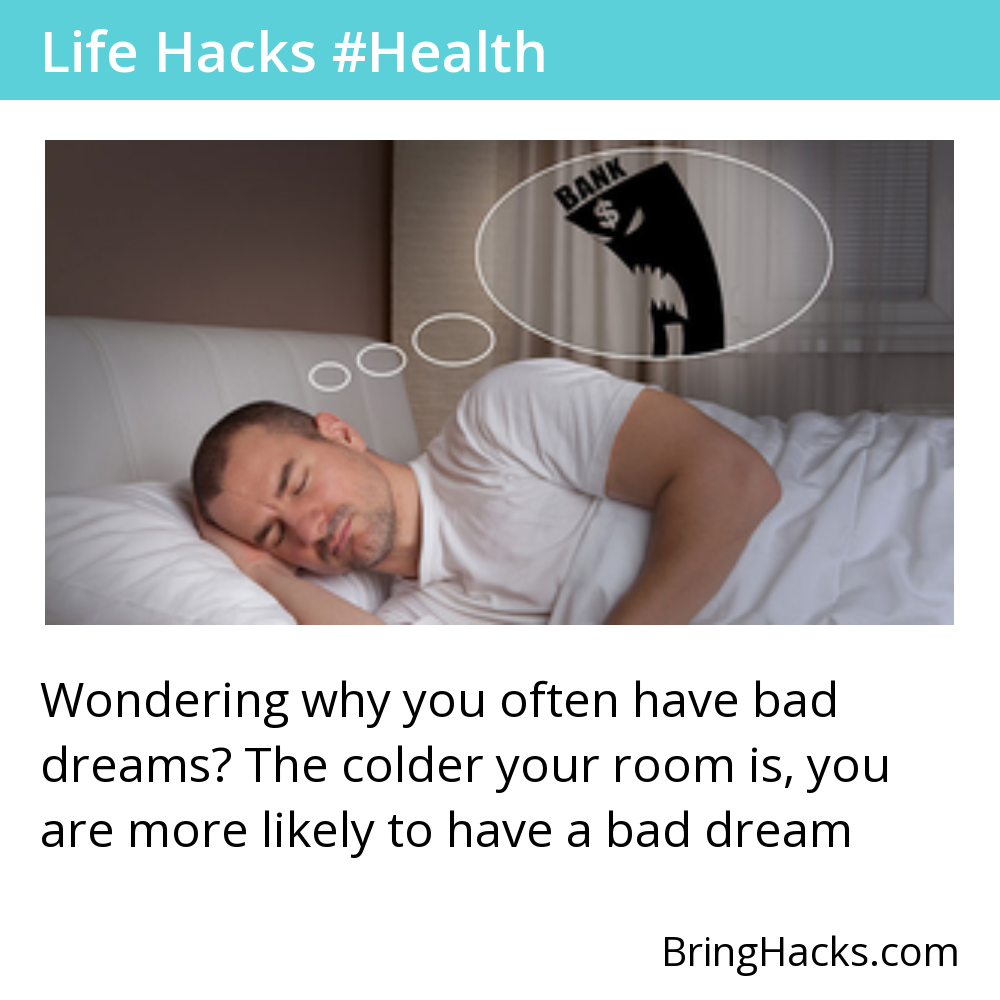 Life Hacks #Health
BANK
$
Wondering why you often have bad
dreams? The colder your room is, you
are more likely to have a bad dream
BringHacks.com